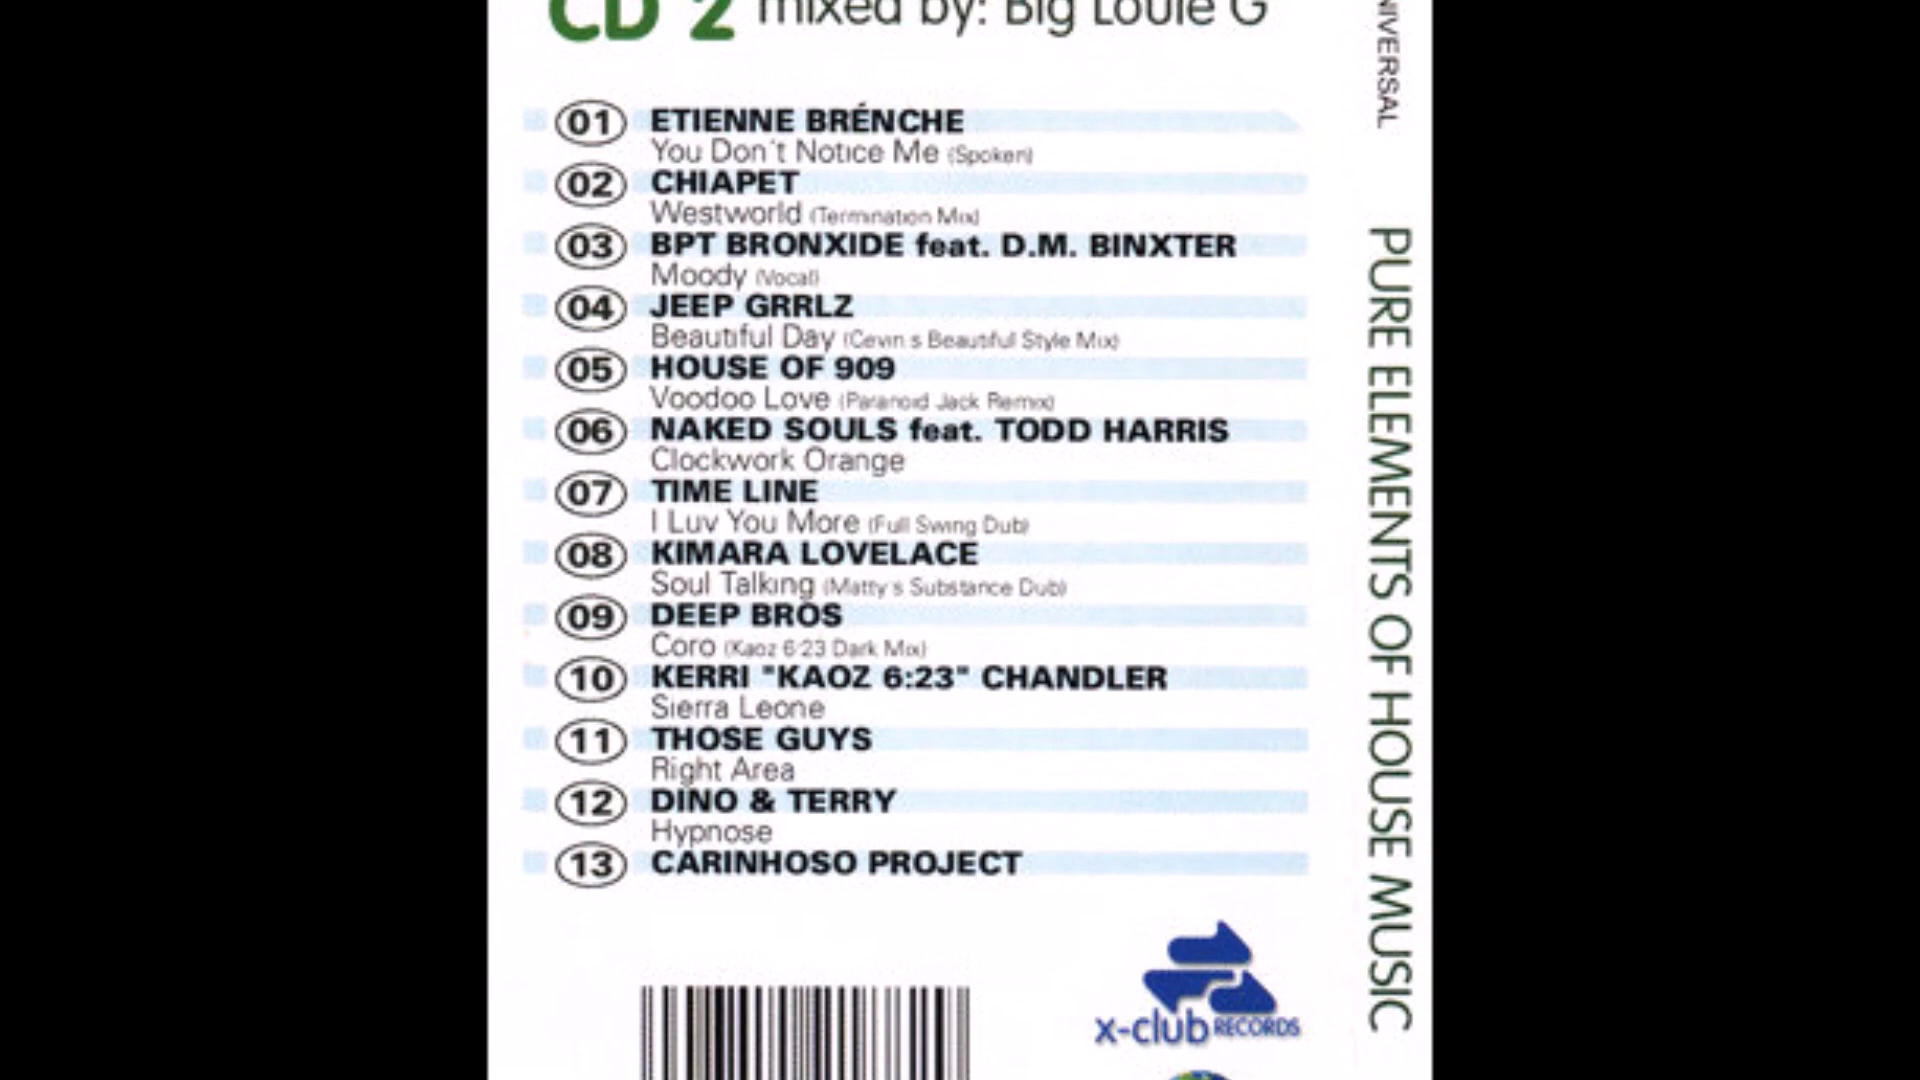 CD 2 mixed by: Big Louie G
01 ETIENNE BRÉNCHE
You Don´t Notice Me (Spoken)
02 CHIAPET
Westworld (Termination Mix)
03 BPT BRONXIDE feat. D.M. BINXTER
Moody (Vocal)
04 JEEP GRRLZ
Beautiful Day (Cevin´s Beautiful Style Mix)
05 HOUSE OF 909
Voodoo Love (Paranoid Jack Remix)
06 NAKED SOULS feat. TODD HARRIS
Clockwork Orange
07 TIME LINE
I Luv You More (Full Swing Dub)
08 KIMARA LOVELACE
Soul Talking (Matty´s Substance Dub)
09 DEEP BROS
Coro (Kaoz 6:23 Dark Mix)
10 KERRI "KAOZ 6:23" CHANDLER
Sierra Leone
11 THOSE GUYS
Right Area
12 DINO & TERRY
Hypnose
13 CARINHOSO PROJECT
x-club RECORDS
NIVERSAL
PURE ELEMENTS OF HOUSE MUSIC